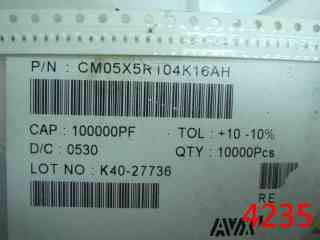 P/N : CM05X5R104K16AH
CAP : 100000PF TOL : +10 -10%
D/C : 0530 QTY : 10000Pcs
LOT NO : K40-27736
RE
AVX
4235